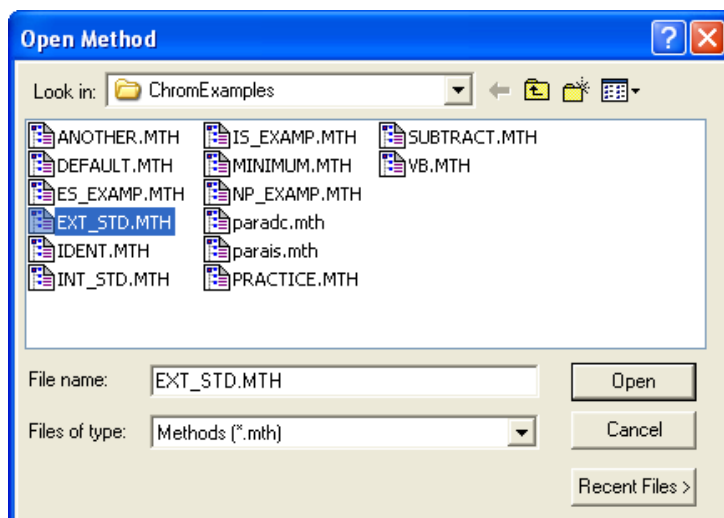 Open Method
Look in: ChromExamples
ANOTHER.MTH IS_EXAMP.MTH SUBTRACT.MTH
DEFAULT.MTH MINIMUM.MTH VB.MTH
ES_EXAMP.MTH NP_EXAMP.MTH
EXT_STD.MTH paradc.mth
IDENT.MTH parais.mth
INT_STD.MTH PRACTICE.MTH
File name: EXT_STD.MTH Open
Files of type: Methods (*.mth) Cancel
Recent Files >